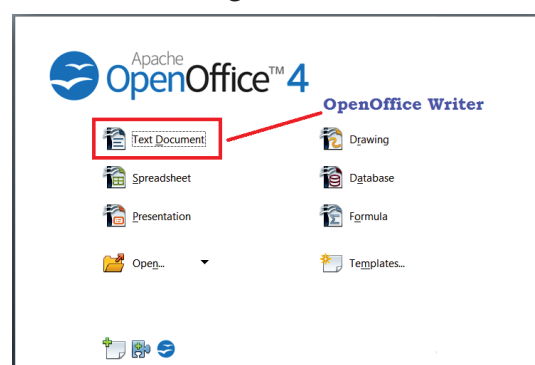 Apache
OpenOffice™ 4
OpenOffice Writer
Text Document
Drawing
Spreadsheet
Database
Presentation
Formula
Open...
Templates...